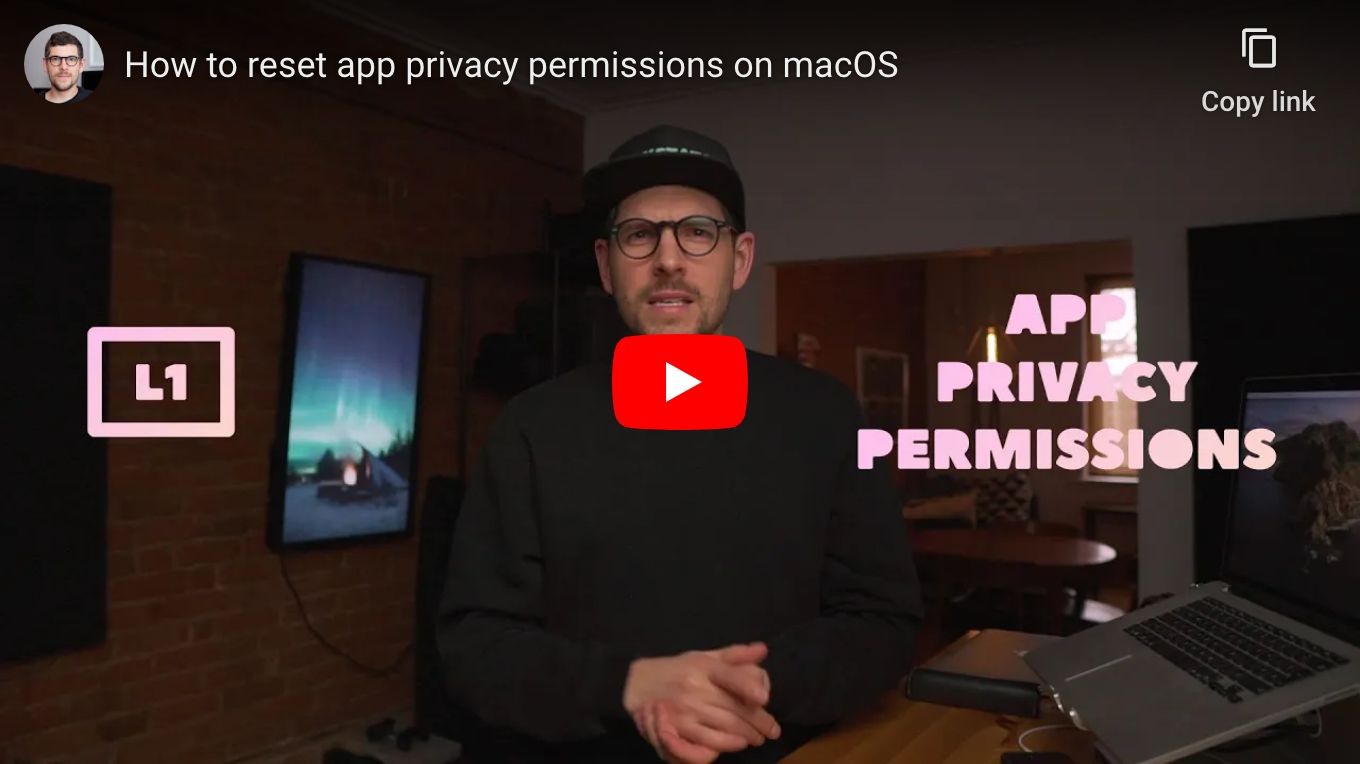 How to reset app privacy permissions on macOS
Copy link
L1
APP
PRIVACY
PERMISSIONS